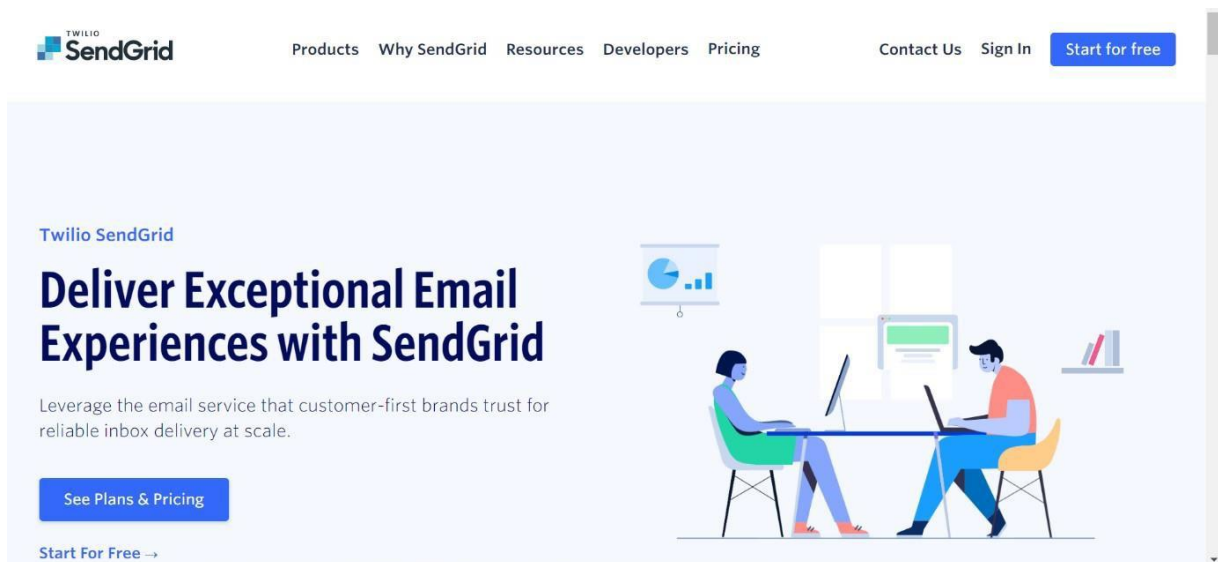 TWILIO
SendGrid
Products Why SendGrid Resources Developers Pricing Contact Us Sign In Start for free
Twilio SendGrid
Deliver Exceptional Email
Experiences with SendGrid
Leverage the email service that customer-first brands trust for
reliable inbox delivery at scale.
See Plans & Pricing
Start For Free →